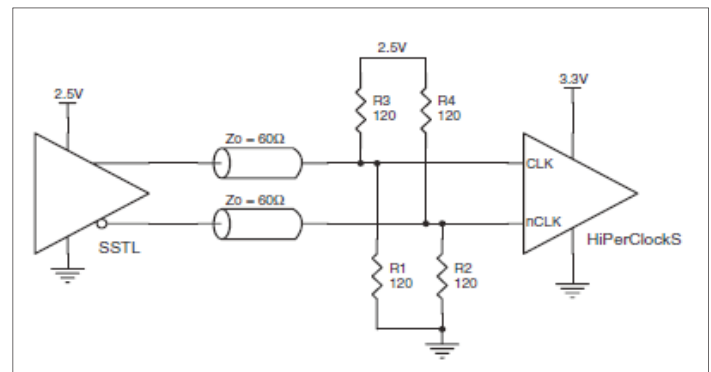 2.5V
2.5V
3.3V
R3
120
R4
120
Zo = 60Ω
CLK
Zo = 60Ω
nCLK
SSTL
HiPerClockS
R1
120
R2
120